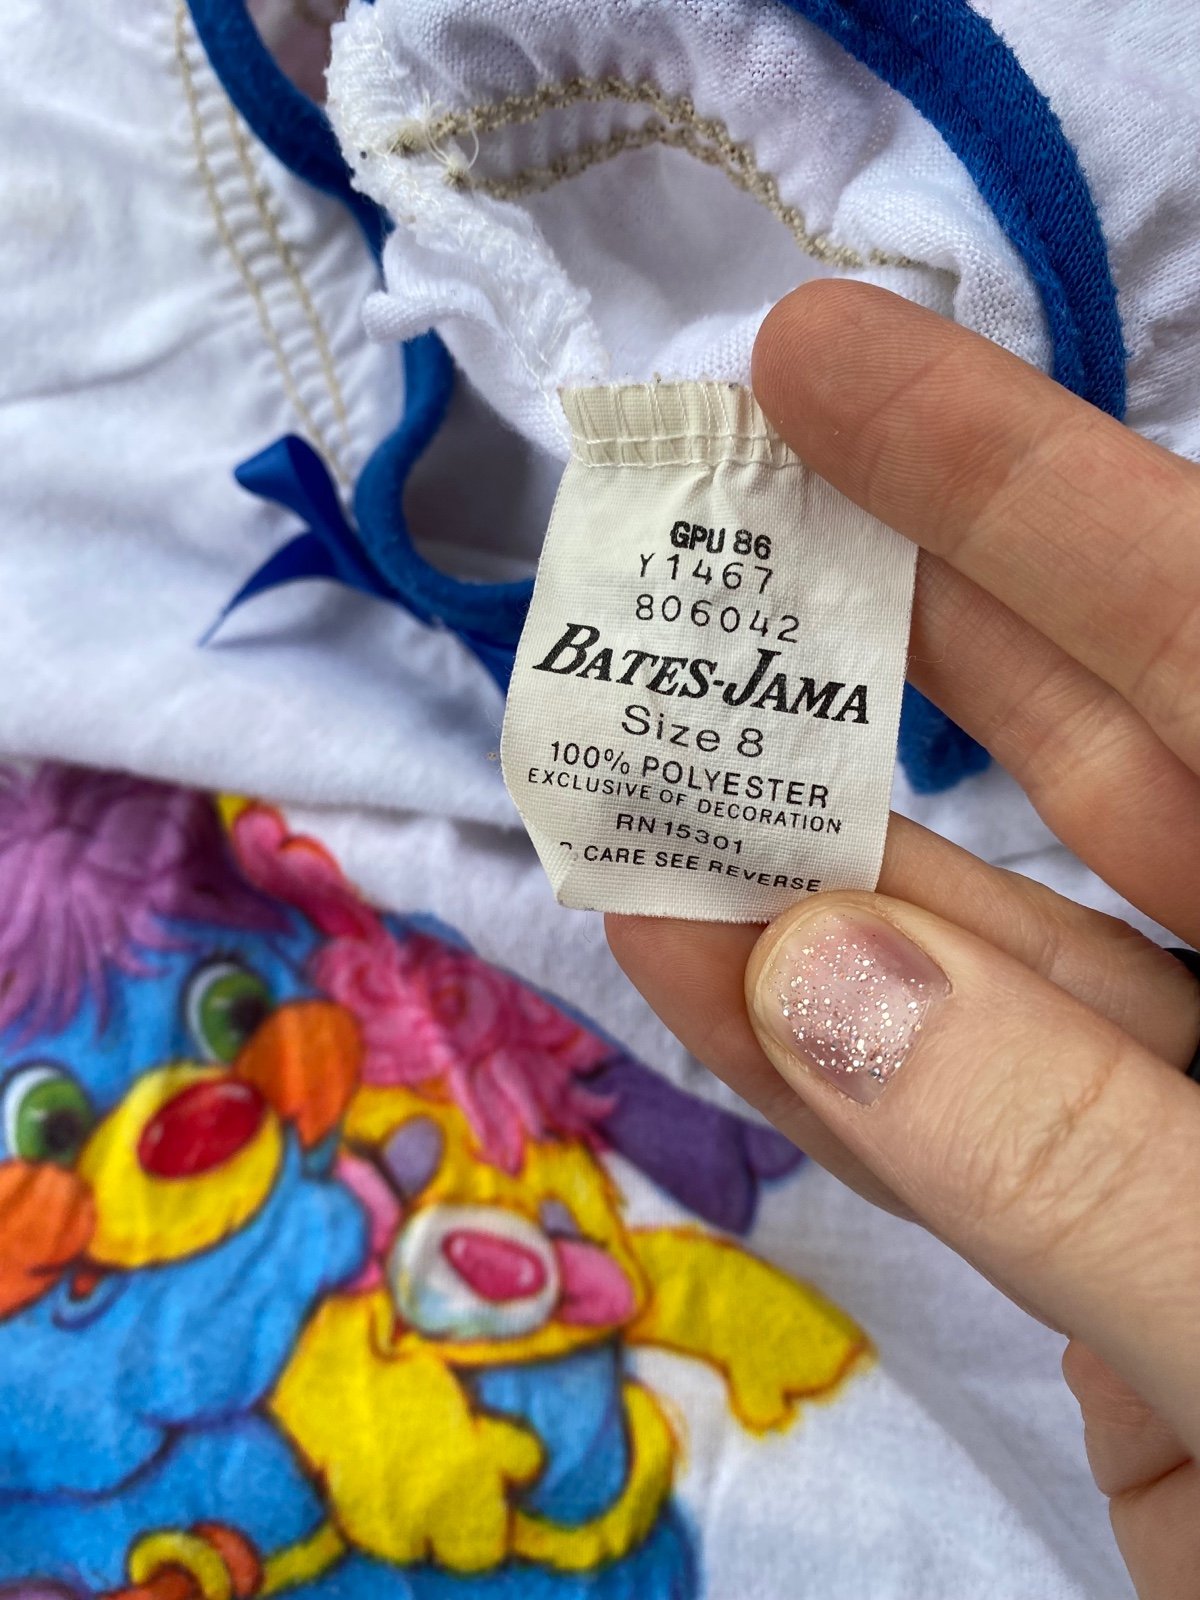 GPU 86
Y1467
806042
BATES-JAMA
Size 8
100% POLYESTER
EXCLUSIVE OF DECORATION
RN 15301
CARE SEE REVERSE